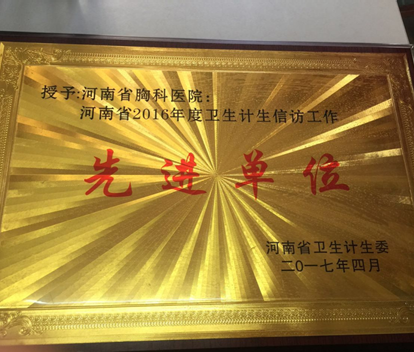 授予:河南省胸科医院：
河南省2016年度卫生计生信访工作
先进单位
河南省卫生计生委
二〇一七年四月